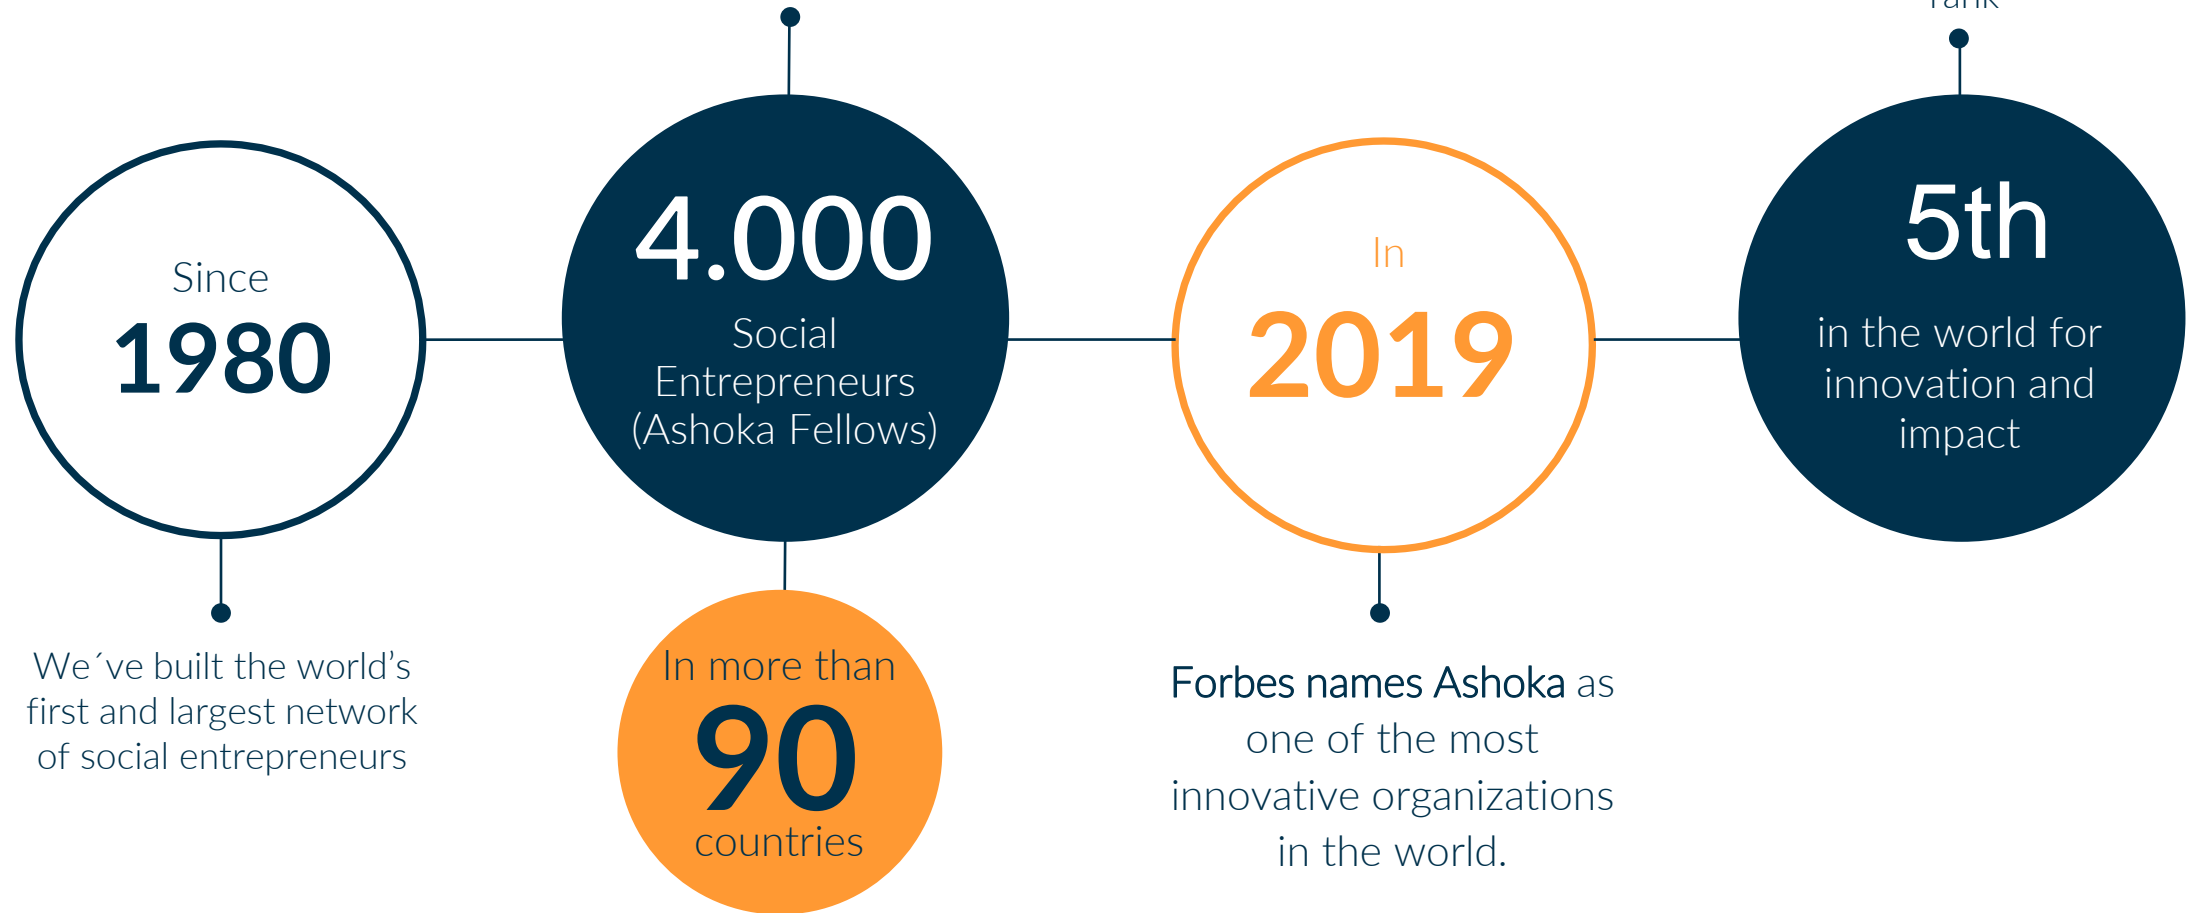 rank
Since
1980
We´ve built the world’s
first and largest network
of social entrepreneurs
4.000
Social
Entrepreneurs
(Ashoka Fellows)
In more than
90
countries
In
2019
Forbes names Ashoka as
one of the most
innovative organizations
in the world.
5th
in the world for
innovation and
impact